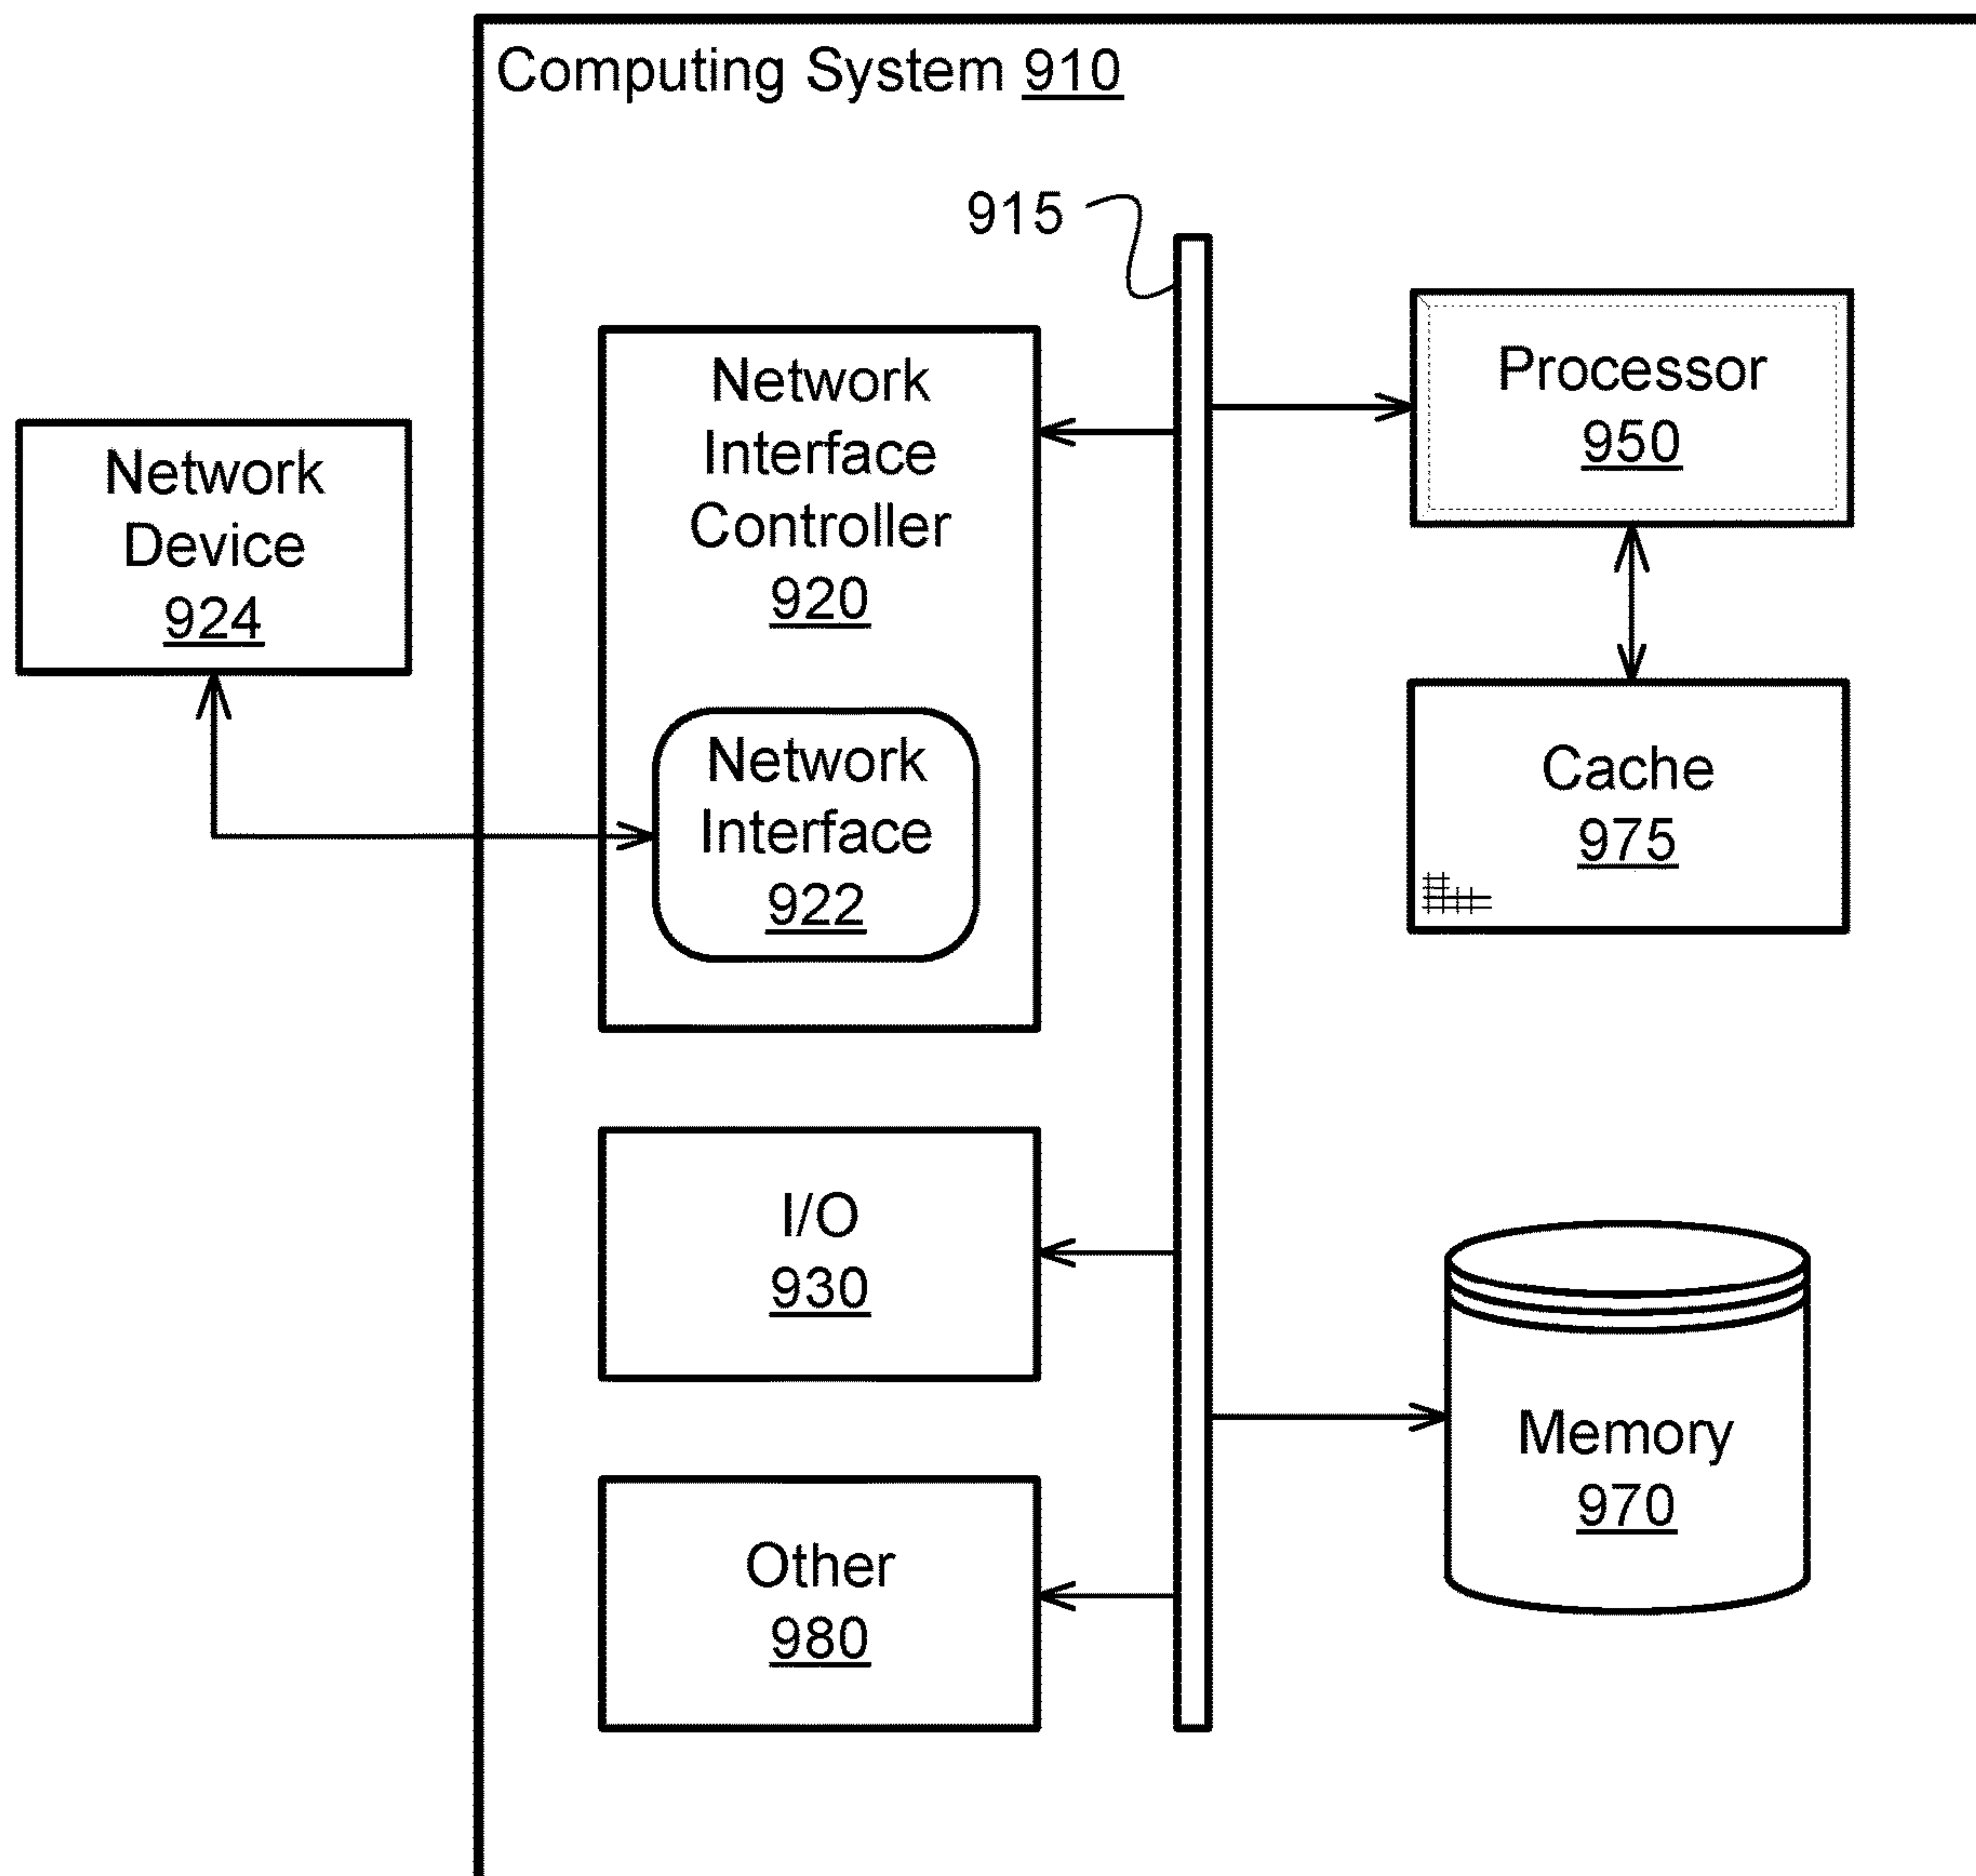 Computing System 910
915
Network
Interface
Controller
920
Network
Interface
922
Network
Device
924
Processor
950
Cache
975
I/O
930
Memory
970
Other
980